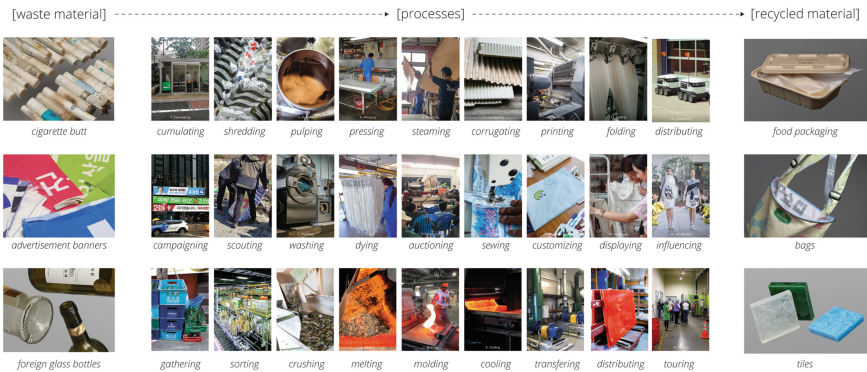 [waste material] [processes] [recycled material]
cigarette butt cumulating shredding pulping pressing steaming corrugating printing folding distributing food packaging
advertisement banners campaigning scouting washing dying auctioning sewing customizing displaying influencing bags
foreign glass bottles gathering sorting crushing melting molding cooling transfering distributing touring tiles